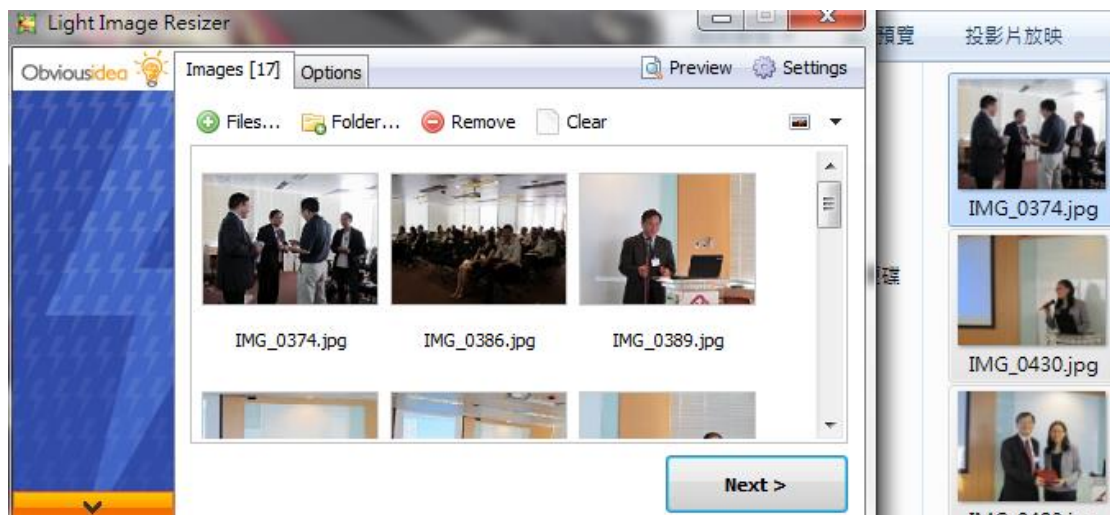 Light Image Resizer
Obviousidea
Images [17]
Options
Preview
Settings
Files...
Folder...
Remove
Clear
IMG_0374.jpg
IMG_0386.jpg
IMG_0389.jpg
Next >
預覽
投影片放映
碟
IMG_0374.jpg
IMG_0430.jpg